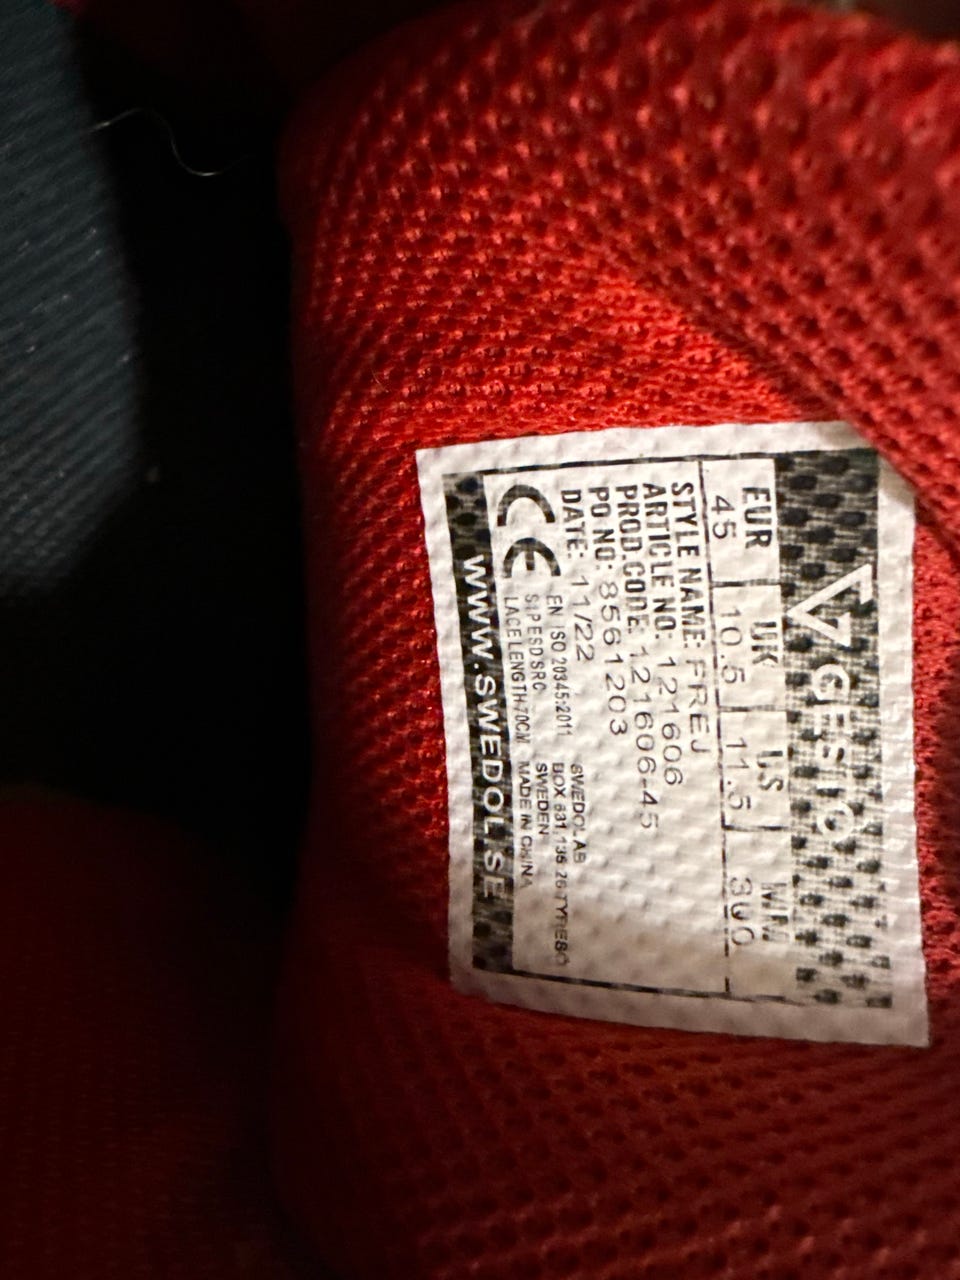 GESTO
EUR UK US MM
45 10.5 11.5 300
STYLE NAME: FREJ
ARTICLE NO: 121606
PROD.CODE: 121606-45
PO NO: 8561203
DATE: 11/22
CE
EN ISO 20345:2011
S1P ESD SRC
LACE LENGTH:70CM
SWEDOL AB
BOX 631,135 26 TYRESÖ
SWEDEN
MADE IN CHINA
WWW.SWEDOL.SE